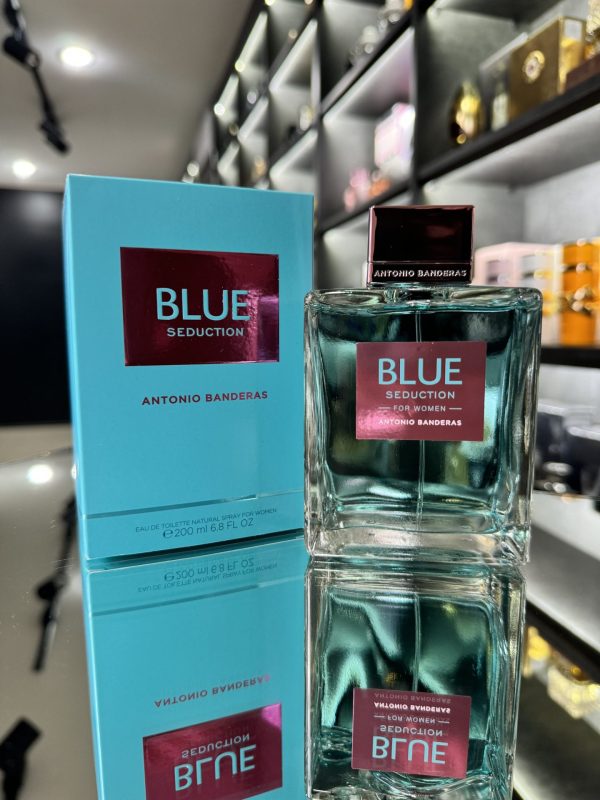 BLUE
SEDUCTION
ANTONIO BANDERAS
EAU DE TOILETTE NATURAL SPRAY FOR WOMEN
℮200 ml 6.8 FL OZ
ANTONIO BANDERAS
BLUE
SEDUCTION
FOR WOMEN
ANTONIO BANDERAS